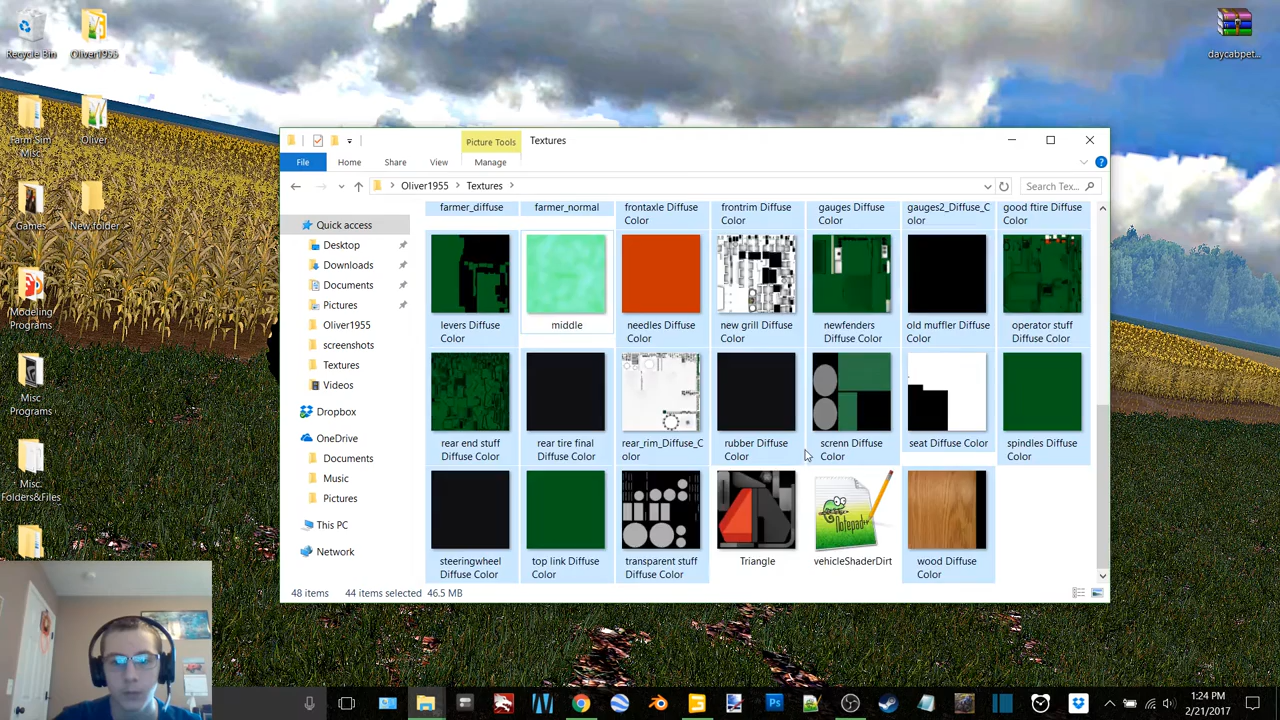 Recycle Bin
Oliver1955
daycabpet...
Farm Sim
Misc.
Oliver
Games
New folder
Modeling
Programs
Misc
Programs
Misc.
Folders&Files
Picture Tools
Textures
File
Home
Share
View
Manage
Oliver1955
Textures
Search Tex...
Quick access
Desktop
Downloads
Documents
Pictures
Oliver1955
screenshots
Textures
Videos
Dropbox
OneDrive
Documents
Music
Pictures
This PC
Network
farmer_diffuse
farmer_normal
frontaxle Diffuse
Color
frontrim Diffuse
Color
gauges Diffuse
Color
gauges2_Diffuse_C
olor
good ftire Diffuse
Color
levers Diffuse
Color
middle
needles Diffuse
Color
new grill Diffuse
Color
newfenders
Diffuse Color
old muffler Diffuse
Color
operator stuff
Diffuse Color
rear end stuff
Diffuse Color
rear tire final
Diffuse Color
rear_rim_Diffuse_C
olor
rubber Diffuse
Color
screnn Diffuse
Color
seat Diffuse Color
spindles Diffuse
Color
Notepad++
steeringwheel
Diffuse Color
top link Diffuse
Color
transparent stuff
Diffuse Color
Triangle
vehicleShaderDirt
wood Diffuse
Color
48 items
44 items selected
46.5 MB
Ps
1:24 PM
2/21/2017